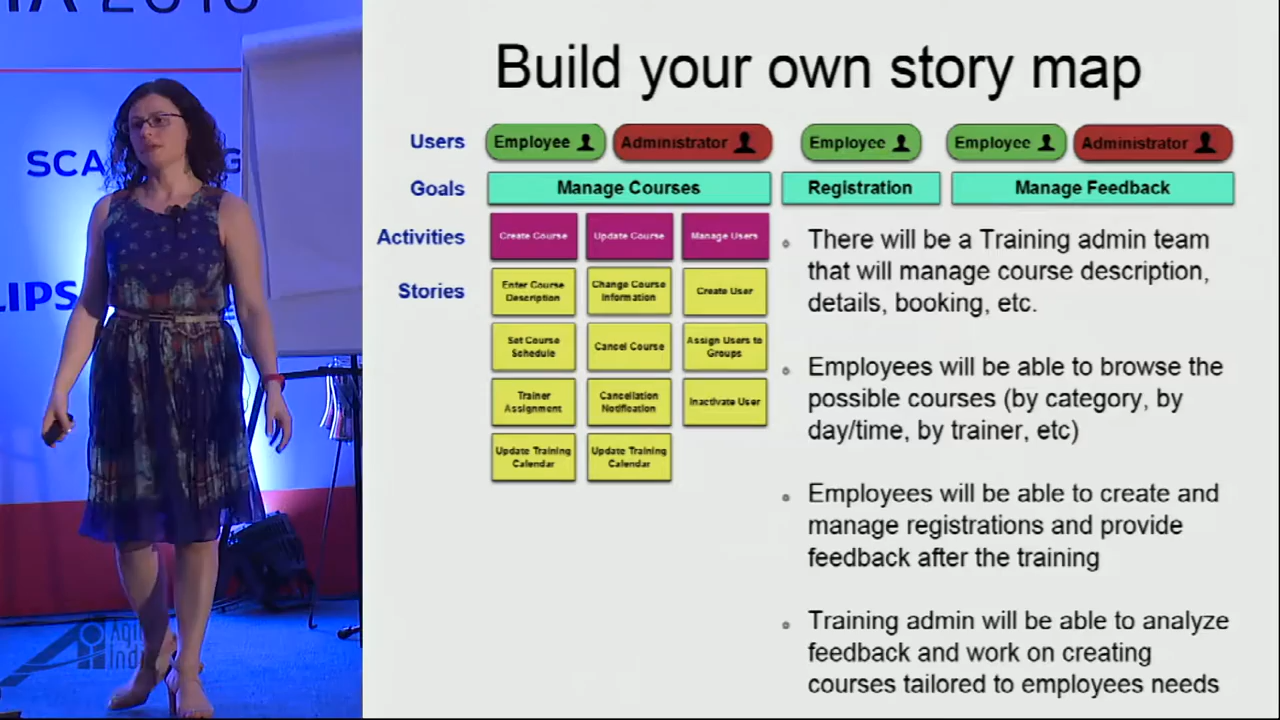 SCA
G
LIPS
Agil
Indi
Build your own story map
Users
Employee
Administrator
Employee
Employee
Administrator
Goals
Manage Courses
Registration
Manage Feedback
Activities
Create Course
Update Course
Manage Users
Stories
Enter Course
Description
Change Course
Information
Create User
Set Course
Schedule
Cancel Course
Assign Users to
Groups
Trainer
Assignment
Cancellation
Notification
Inactivate User
Update Training
Calendar
Update Training
Calendar
There will be a Training admin team
that will manage course description,
details, booking, etc.
Employees will be able to browse the
possible courses (by category, by
day/time, by trainer, etc)
Employees will be able to create and
manage registrations and provide
feedback after the training
Training admin will be able to analyze
feedback and work on creating
courses tailored to employees needs